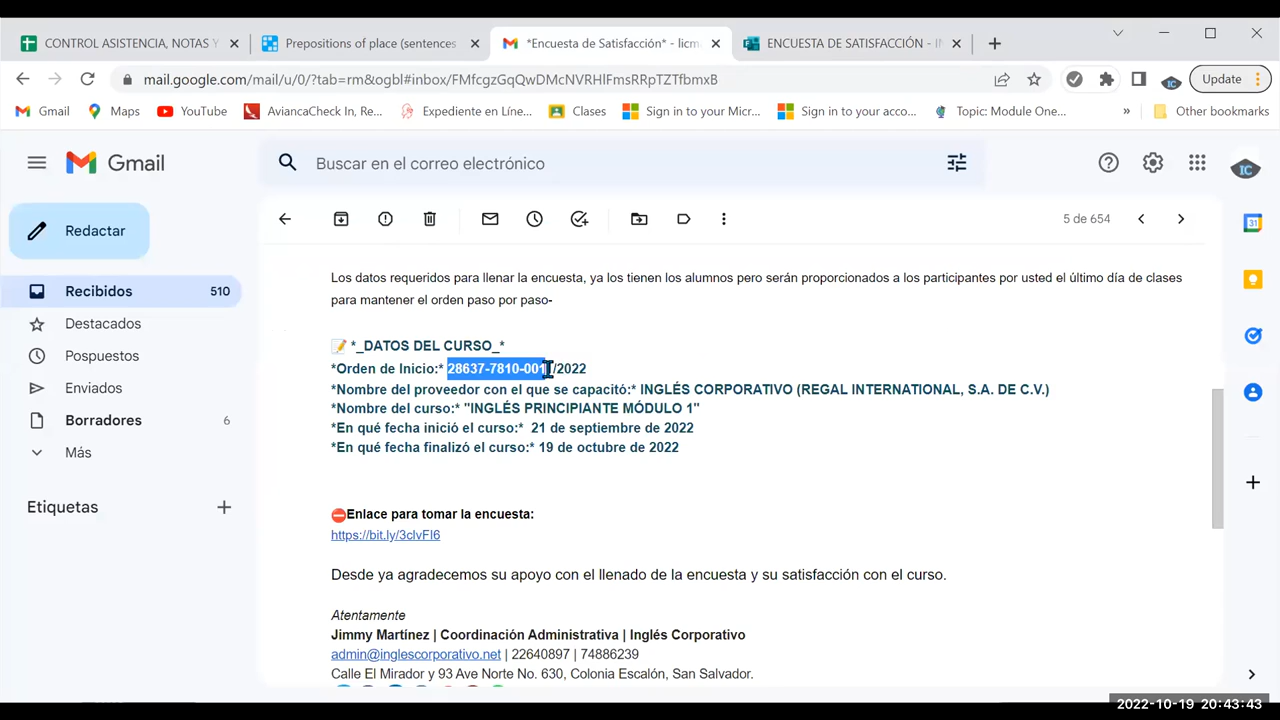 CONTROL ASISTENCIA, NOTAS Y
Prepositions of place (sentence:
*Encuesta de Satisfacción* - licm
ENCUESTA DE SATISFACCIÓN - I
mail.google.com/mail/u/0/?tab=rm&ogbl#inbox/FMfcgzGqQwDMcNVRHlFmsRRpTZTfbmxB
Update
Gmail
Maps
YouTube
AviancaCheck In, Re...
Expediente en Líne...
Clases
Sign in to your Micr...
Sign in to your acco...
Topic: Module One...
»
Other bookmarks
Gmail
Buscar en el correo electrónico
IC
Redactar
5 de 654
Recibidos 510
Destacados
Pospuestos
Enviados
Borradores 6
Más
Etiquetas
Los datos requeridos para llenar la encuesta, ya los tienen los alumnos pero serán proporcionados a los participantes por usted el último día de clases
para mantener el orden paso por paso-
*_DATOS DEL CURSO_*
*Orden de Inicio:* 28637-7810-001 /2022
*Nombre del proveedor con el que se capacitó:* INGLÉS CORPORATIVO (REGAL INTERNATIONAL, S.A. DE C.V.)
*Nombre del curso:* "INGLÉS PRINCIPIANTE MÓDULO 1"
*En qué fecha inició el curso:* 21 de septiembre de 2022
*En qué fecha finalizó el curso:* 19 de octubre de 2022
Enlace para tomar la encuesta:
https://bit.ly/3clvFI6
Desde ya agradecemos su apoyo con el llenado de la encuesta y su satisfacción con el curso.
Atentamente
Jimmy Martínez | Coordinación Administrativa | Inglés Corporativo
admin@inglescorporativo.net | 22640897 | 74886239
Calle El Mirador y 93 Ave Norte No. 630, Colonia Escalón, San Salvador.
2022-10-19 20:43:43